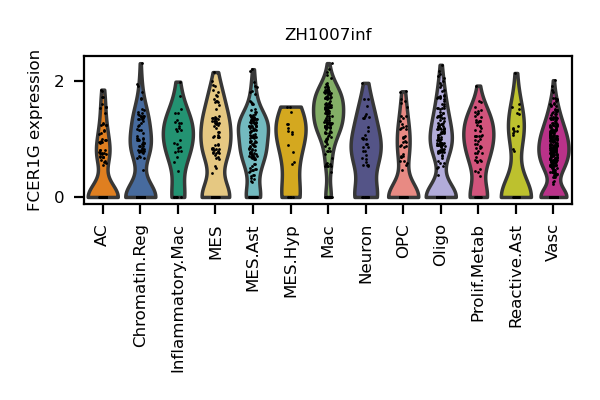 ZH1007inf
FCER1G expression
2
0
AC
Chromatin.Reg
Inflammatory.Mac
MES
MES.Ast
MES.Hyp
Mac
Neuron
OPC
Oligo
Prolif.Metab
Reactive.Ast
Vasc